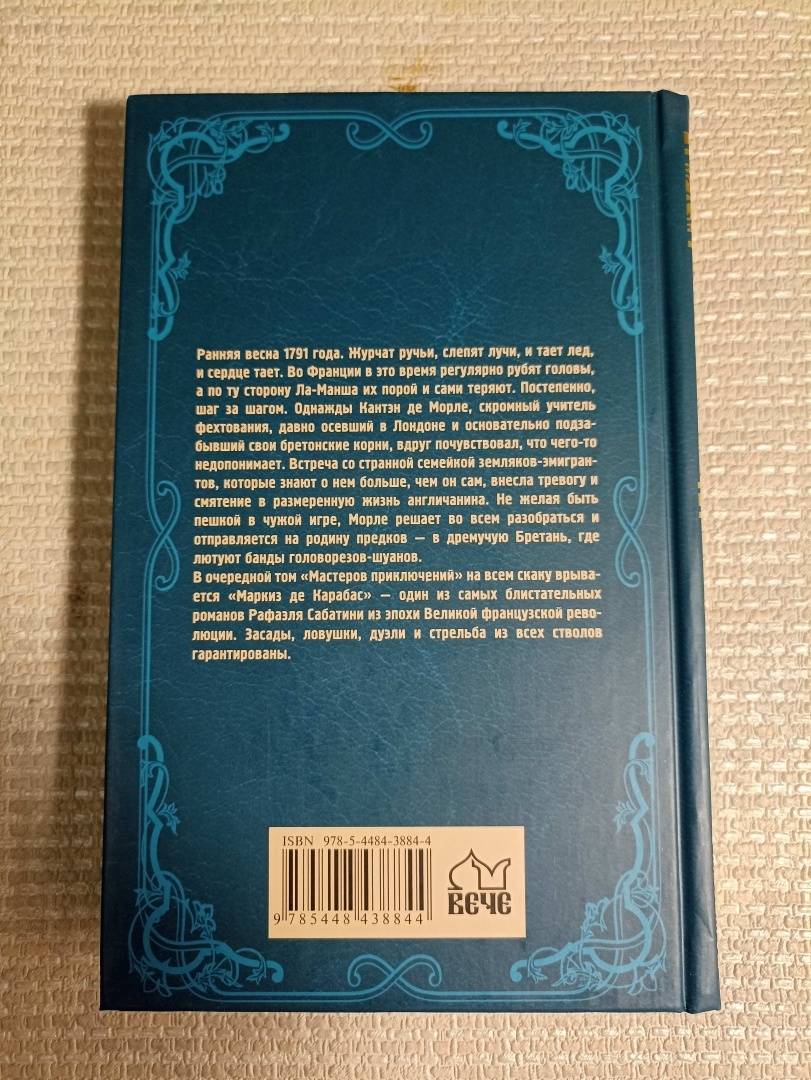 Ранняя весна 1791 года. Журчат ручьи, слепят лучи, и тает лед,
и сердце тает. Во Франции в это время регулярно рубят головы,
а по ту сторону Ла-Манша их порой и сами теряют. Постепенно,
шаг за шагом. Однажды Кантэн де Морле, скромный учитель
фехтования, давно осевший в Лондоне и основательно подза-
бывший свои бретонские корни, вдруг почувствовал, что чего-то
недопонимает. Встреча со странной семейкой земляков-эмигран-
тов, которые знают о нем больше, чем он сам, внесла тревогу и
смятение в размеренную жизнь англичанина. Не желая быть
пешкой в чужой игре, Морле решает во всем разобраться и
отправляется на родину предков — в дремучую Бретань, где
лютуют банды головорезов-шуанов.
В очередной том «Мастеров приключений» на всем скаку врыва-
ется «Маркиз де Карабас» — один из самых блистательных
романов Рафаэля Сабатини из эпохи Великой французской рево-
люции. Засады, ловушки, дуэли и стрельба из всех стволов
гарантированы.
ISBN 978-5-4484-3884-4
9 785448 438844
ВЕЧЕ